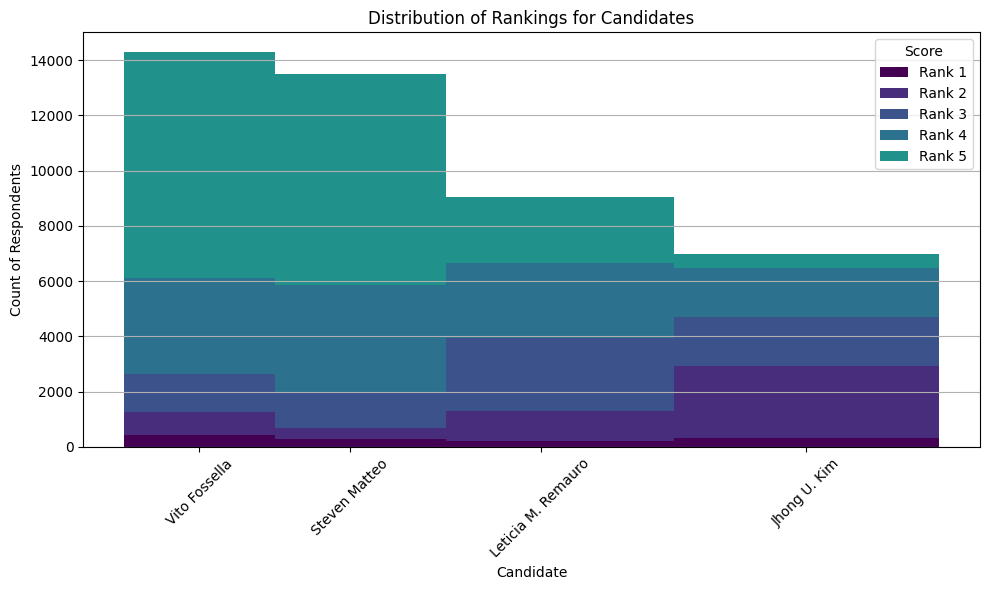 Distribution of Rankings for Candidates
Score
Rank 1
Rank 2
Rank 3
Rank 4
Rank 5
Count of Respondents
14000
12000
10000
8000
6000
4000
2000
0
Vito Fossella
Steven Matteo
Leticia M. Remauro
Jhong U. Kim
Candidate